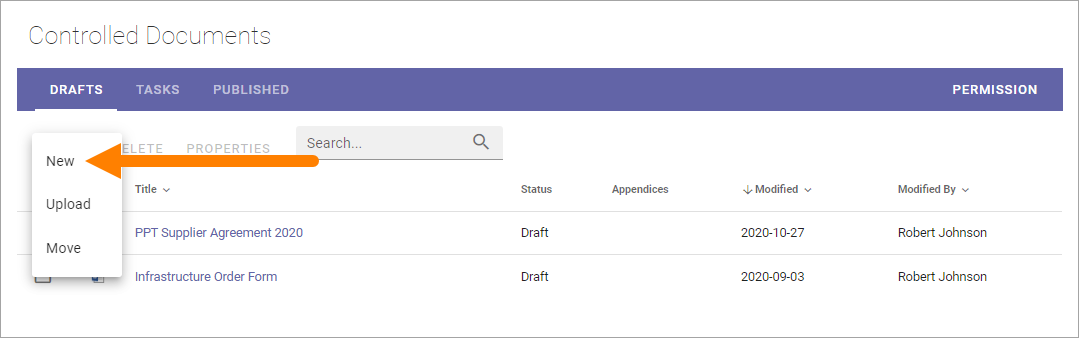 Controlled Documents
DRAFTS TASKS PUBLISHED PERMISSION
ELETE PROPERTIES Search...
New
Title Status Appendices Modified Modified By
Upload
PPT Supplier Agreement 2020 Draft 2020-10-27 Robert Johnson
Move
Infrastructure Order Form Draft 2020-09-03 Robert Johnson